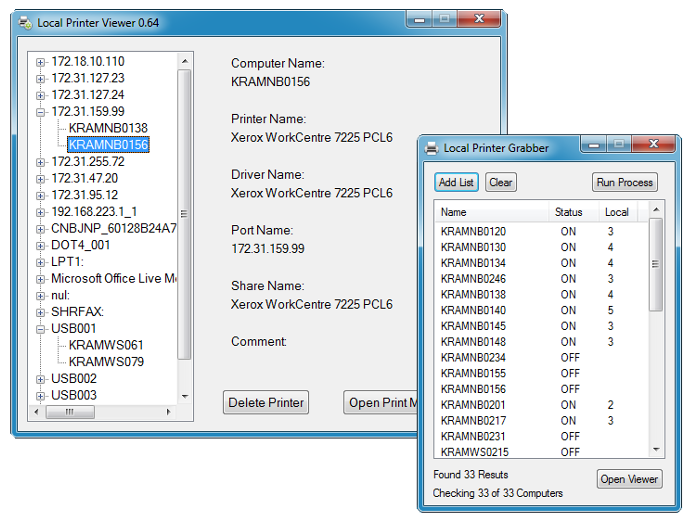 Local Printer Viewer 0.64
172.18.10.110
172.31.127.23
172.31.127.24
172.31.159.99
KRAMNB0138
KRAMNB0156
172.31.255.72
172.31.47.20
172.31.95.12
192.168.223.1_1
CNBJNP_60128B24A7
DOT4_001
LPT1:
Microsoft Office Live M
nul:
SHRFAX:
USB001
KRAMWS061
KRAMWS079
USB002
USB003
Computer Name:
KRAMNB0156
Printer Name:
Xerox WorkCentre 7225 PCL6
Driver Name:
Xerox WorkCentre 7225 PCL6
Port Name:
172.31.159.99
Share Name:
Xerox WorkCentre 7225 PCL6
Comment:
Delete Printer Open Print M
Local Printer Grabber
Add List Clear Run Process
Name Status Local
KRAMNB0120 ON 3
KRAMNB0130 ON 4
KRAMNB0134 ON 4
KRAMNB0246 ON 3
KRAMNB0138 ON 4
KRAMNB0140 ON 5
KRAMNB0145 ON 3
KRAMNB0148 ON 3
KRAMNB0234 OFF
KRAMNB0155 OFF
KRAMNB0156 OFF
KRAMNB0201 ON 2
KRAMNB0217 ON 3
KRAMNB0231 OFF
KRAMWS0215 OFF
Found 33 Resuts
Open Viewer
Checking 33 of 33 Computers